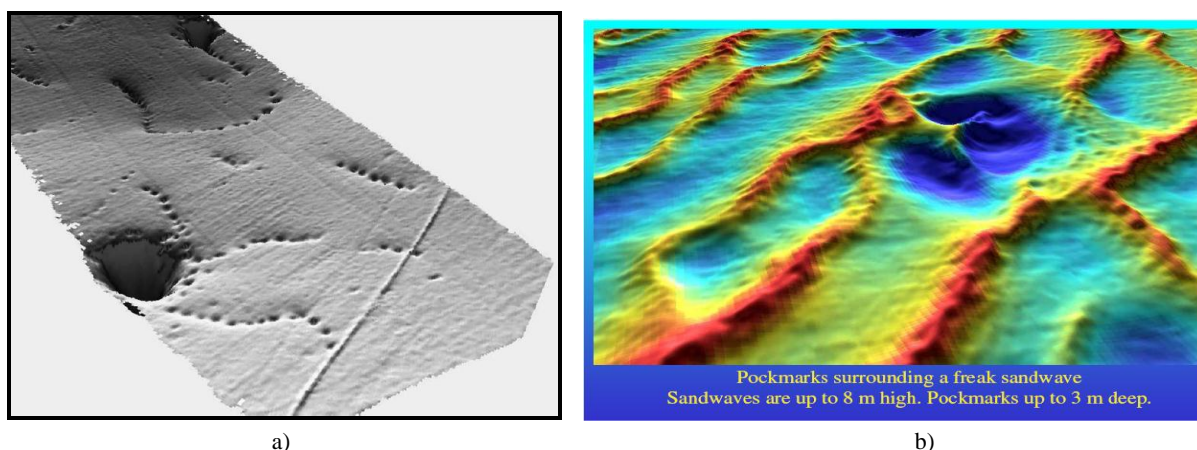 Pockmarks surrounding a freak sandwave
Sandwaves are up to 8 m high. Pockmarks up to 3 m deep.
a)
b)